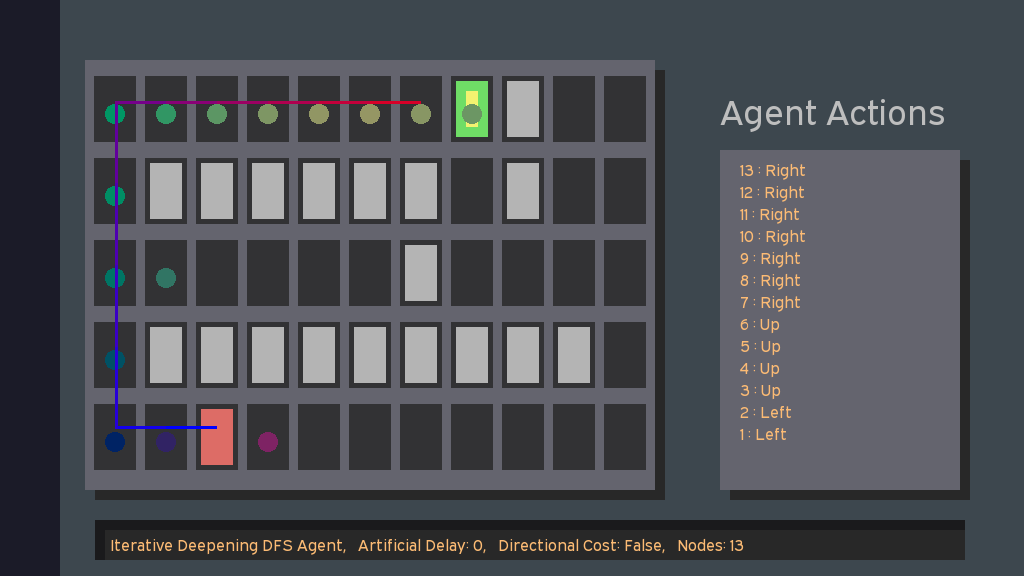 Agent Actions
13 : Right
12 : Right
11 : Right
10 : Right
9 : Right
8 : Right
7 : Right
6 : Up
5 : Up
4 : Up
3 : Up
2 : Left
1 : Left
Iterative Deepening DFS Agent,   Artificial Delay: 0,   Directional Cost: False,   Nodes: 13